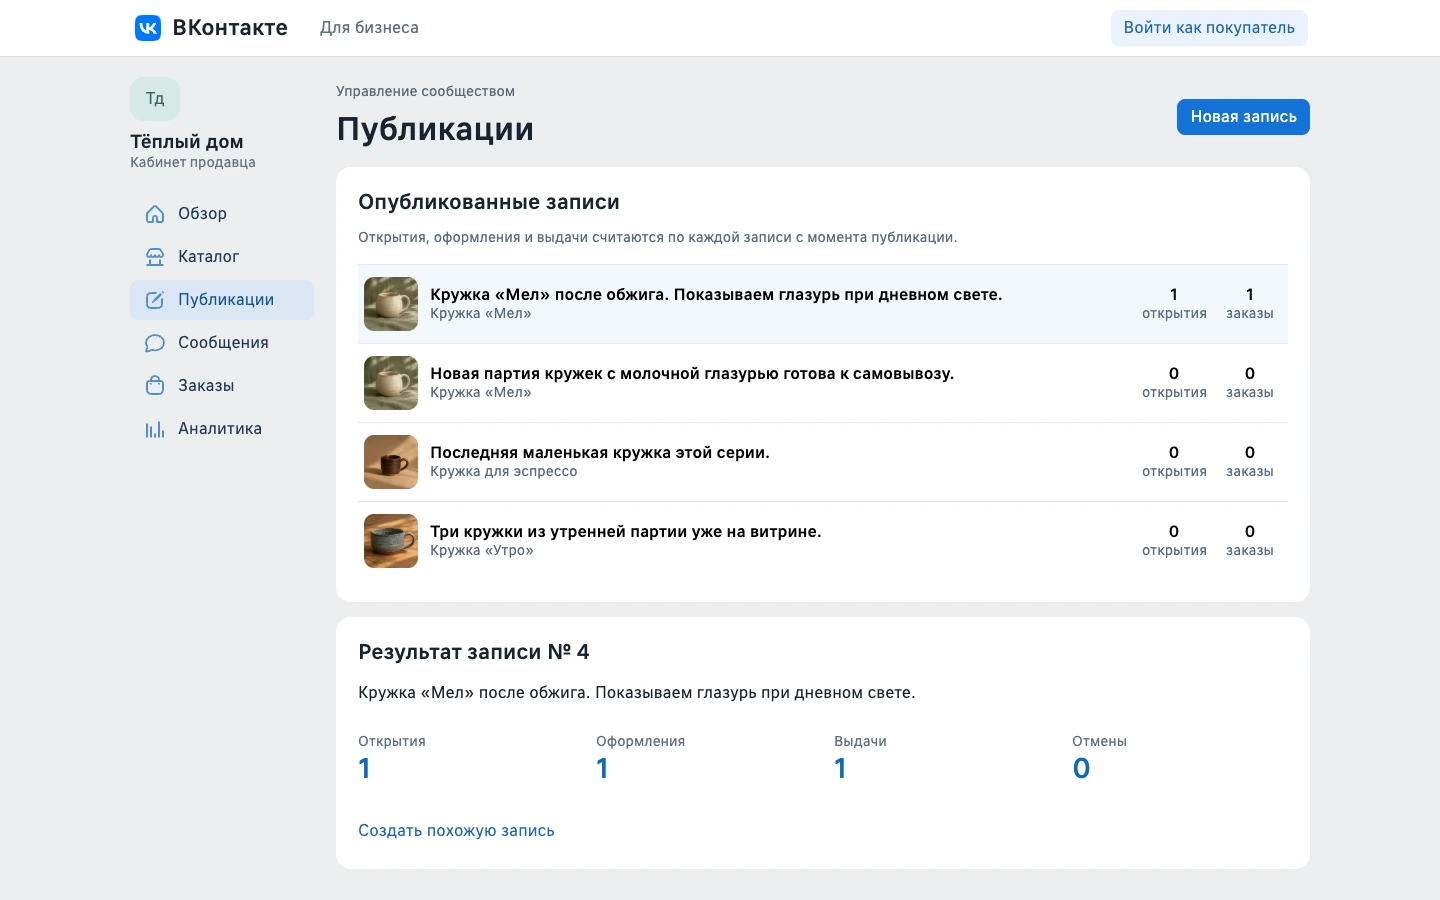 ВКонтакте
Для бизнеса
Войти как покупатель
Тд
Тёплый дом
Кабинет продавца
Обзор
Каталог
Публикации
Сообщения
Заказы
Аналитика
Управление сообществом
Публикации
Новая запись
Опубликованные записи
Открытия, оформления и выдачи считаются по каждой записи с момента публикации.
Кружка «Мел» после обжига. Показываем глазурь при дневном свете.
Кружка «Мел»
1 открытия
1 заказы
Новая партия кружек с молочной глазурью готова к самовывозу.
Кружка «Мел»
0 открытия
0 заказы
Последняя маленькая кружка этой серии.
Кружка для эспрессо
0 открытия
0 заказы
Три кружки из утренней партии уже на витрине.
Кружка «Утро»
0 открытия
0 заказы
Результат записи № 4
Кружка «Мел» после обжига. Показываем глазурь при дневном свете.
Открытия
1
Оформления
1
Выдачи
1
Отмены
0
Создать похожую запись